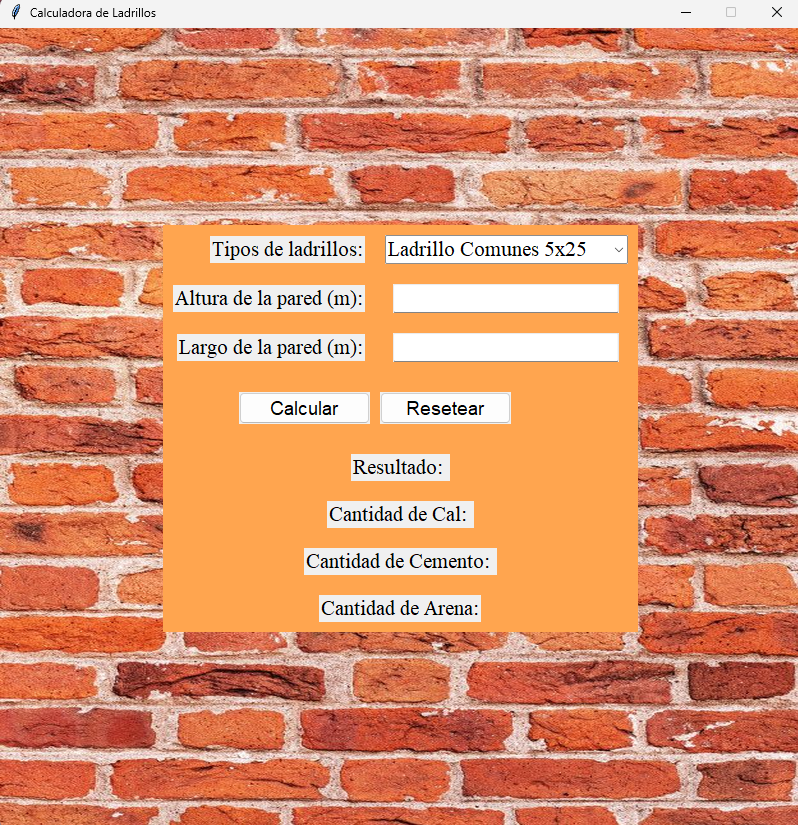 Calculadora de Ladrillos
Tipos de ladrillos: Ladrillo Comunes 5x25
Altura de la pared (m):
Largo de la pared (m):
Calcular Resetear
Resultado:
Cantidad de Cal:
Cantidad de Cemento:
Cantidad de Arena: